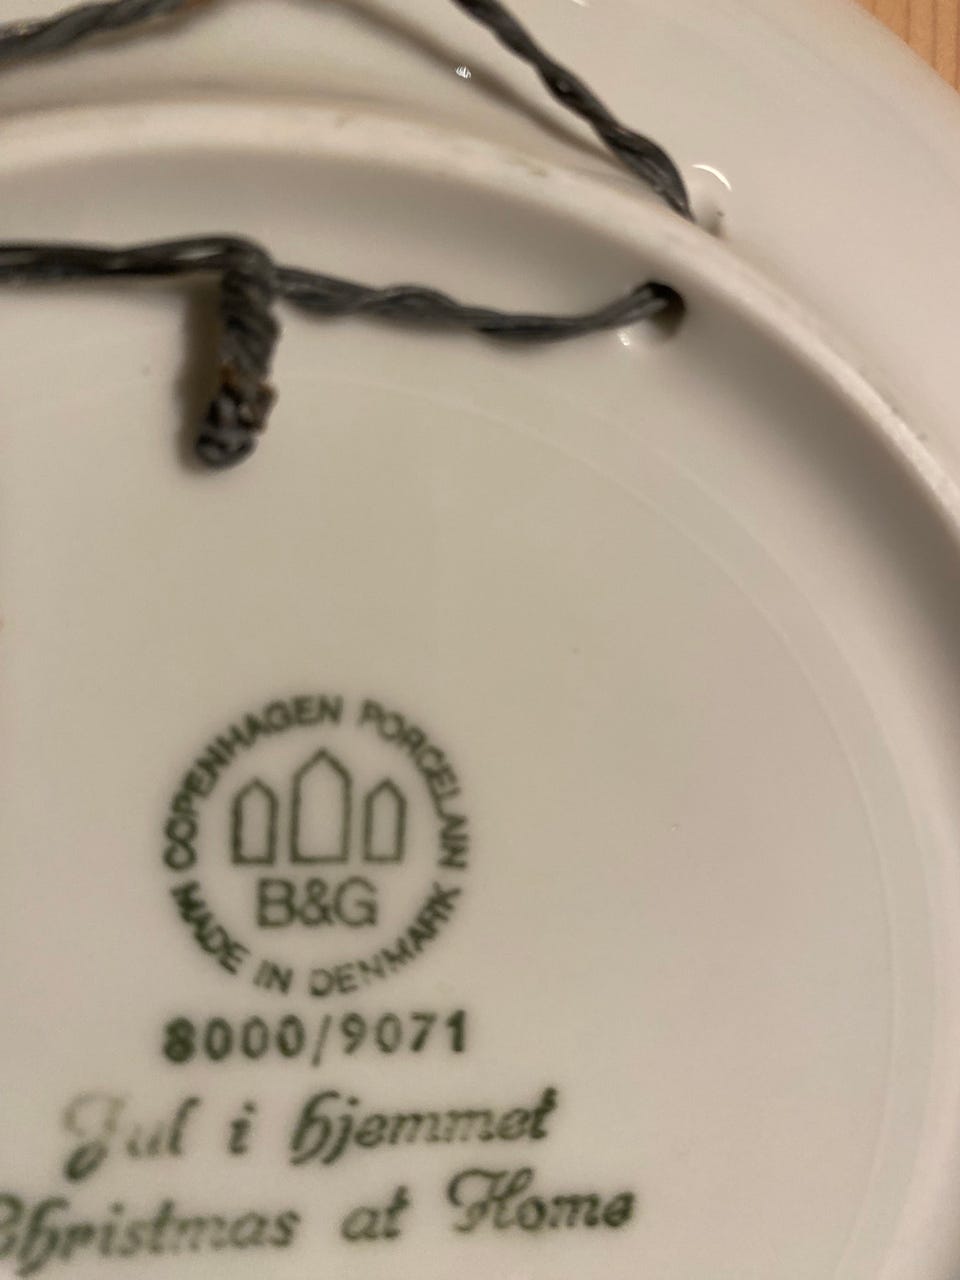 COPENHAGEN PORCELAIN
B&G
MADE IN DENMARK
8000/9071
Jul i hjemmet
Christmas at Home